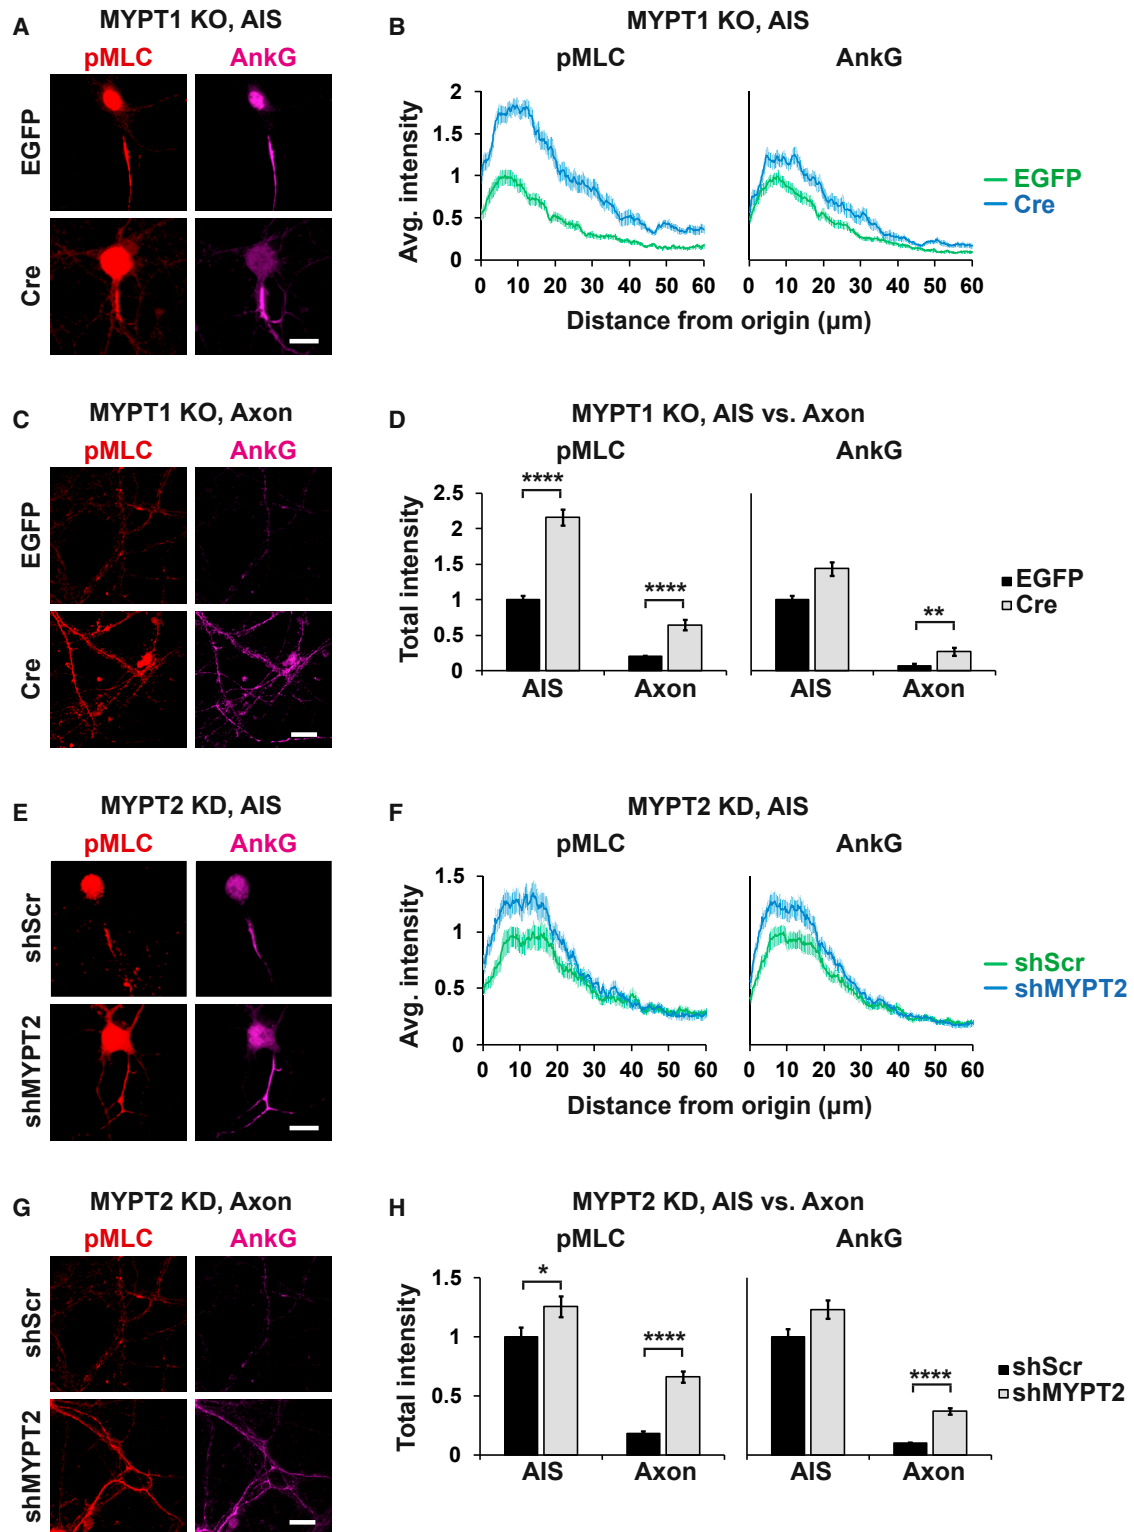 A
MYPT1 KO, AIS
pMLC AnkG
EGFP
Cre
B
MYPT1 KO, AIS
pMLC AnkG
Avg. intensity
2
1.5
1
0.5
0
0 10 20 30 40 50 60 0 10 20 30 40 50 60
Distance from origin (µm)
EGFP
Cre
C
MYPT1 KO, Axon
pMLC AnkG
EGFP
Cre
D
MYPT1 KO, AIS vs. Axon
pMLC AnkG
Total intensity
2.5
2
1.5
1
0.5
0
**** **** **
AIS Axon AIS Axon
EGFP
Cre
E
MYPT2 KD, AIS
pMLC AnkG
shScr
shMYPT2
F
MYPT2 KD, AIS
pMLC AnkG
Avg. intensity
1.5
1
0.5
0
0 10 20 30 40 50 60 0 10 20 30 40 50 60
Distance from origin (µm)
shScr
shMYPT2
G
MYPT2 KD, Axon
pMLC AnkG
shScr
shMYPT2
H
MYPT2 KD, AIS vs. Axon
pMLC AnkG
Total intensity
1.5
1
0.5
0
* **** ****
AIS Axon AIS Axon
shScr
shMYPT2